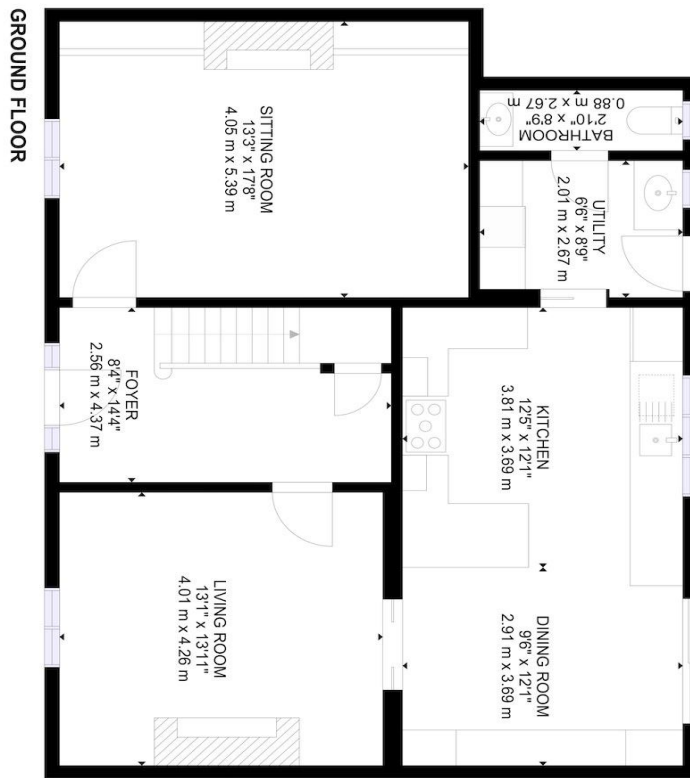 GROUND FLOOR
SITTING ROOM
13'3" x 17'8"
4.05 m x 5.39 m
BATHROOM
2'10" x 8'9"
0.88 m x 2.67 m
UTILITY
6'6" x 8'9"
2.01 m x 2.67 m
FOYER
8'4" x 14'4"
2.56 m x 4.37 m
KITCHEN
12'5" x 12'1"
3.81 m x 3.69 m
LIVING ROOM
13'1" x 13'11"
4.01 m x 4.26 m
DINING ROOM
9'6" x 12'1"
2.91 m x 3.69 m